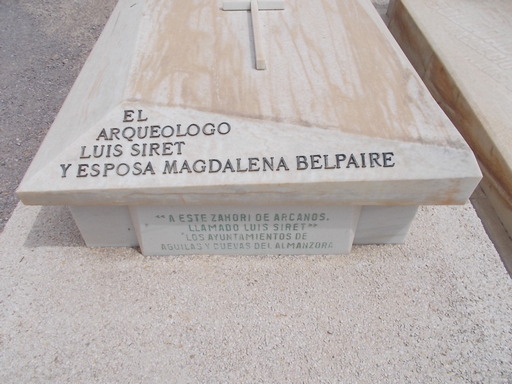 EL
ARQUEOLOGO
LUIS SIRET
Y ESPOSA MAGDALENA BELPAIRE
"A ESTE ZAHORI DE ARCANOS,
LLAMADO LUIS SIRET"
LOS AYUNTAMIENTOS DE
AGUILAS Y CUEVAS DEL ALMANZORA